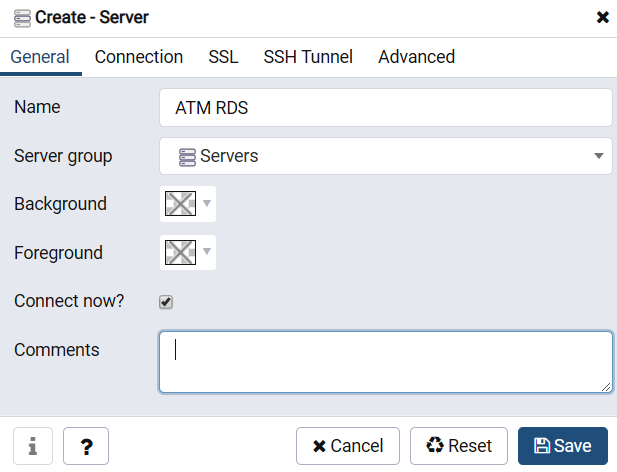 Create - Server
General Connection SSL SSH Tunnel Advanced
Name ATM RDS
Server group Servers
Background
Foreground
Connect now?
Comments
i ? Cancel Reset Save